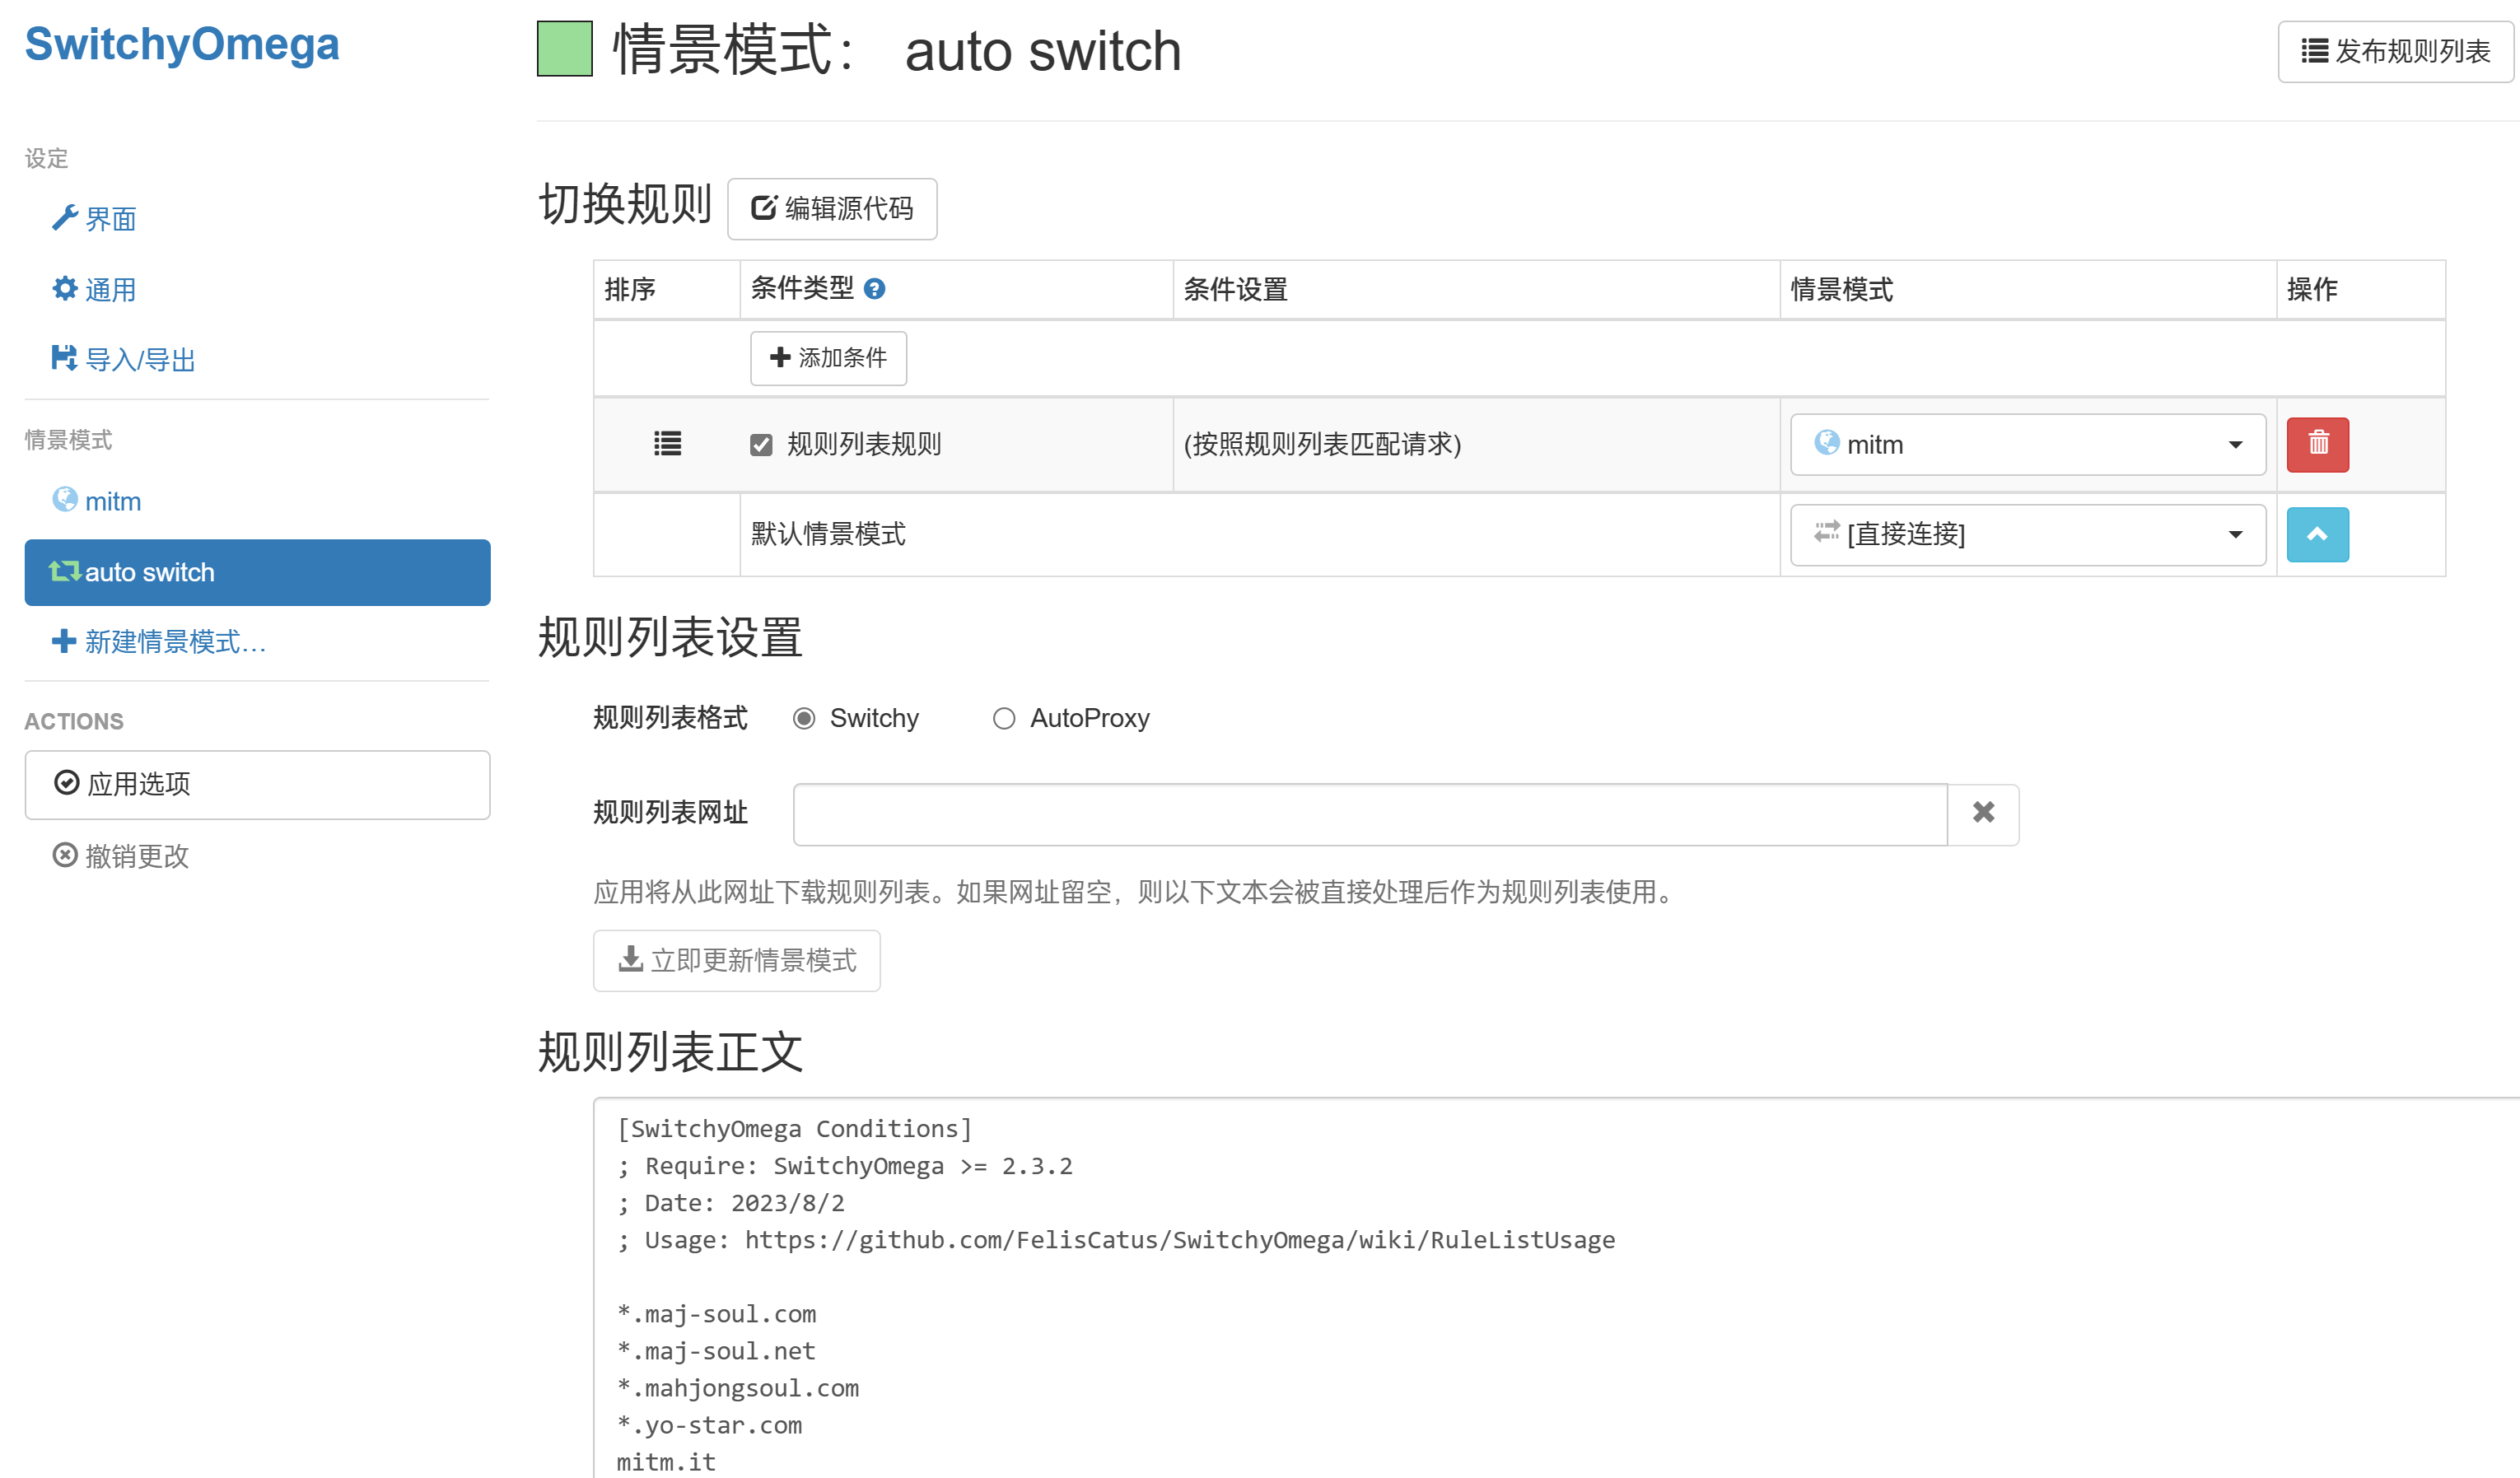 SwitchyOmega
设定
界面
通用
导入/导出
情景模式
mitm
auto switch
新建情景模式…
ACTIONS
应用选项
撤销更改
情景模式： auto switch
发布规则列表
切换规则 编辑源代码
排序 条件类型 条件设置 情景模式 操作
添加条件
规则列表规则 (按照规则列表匹配请求) mitm
默认情景模式 [直接连接]
规则列表设置
规则列表格式 Switchy AutoProxy
规则列表网址
应用将从此网址下载规则列表。如果网址留空，则以下文本会被直接处理后作为规则列表使用。
立即更新情景模式
规则列表正文
[SwitchyOmega Conditions]
; Require: SwitchyOmega >= 2.3.2
; Date: 2023/8/2
; Usage: https://github.com/FelisCatus/SwitchyOmega/wiki/RuleListUsage
*.maj-soul.com
*.maj-soul.net
*.mahjongsoul.com
*.yo-star.com
mitm.it